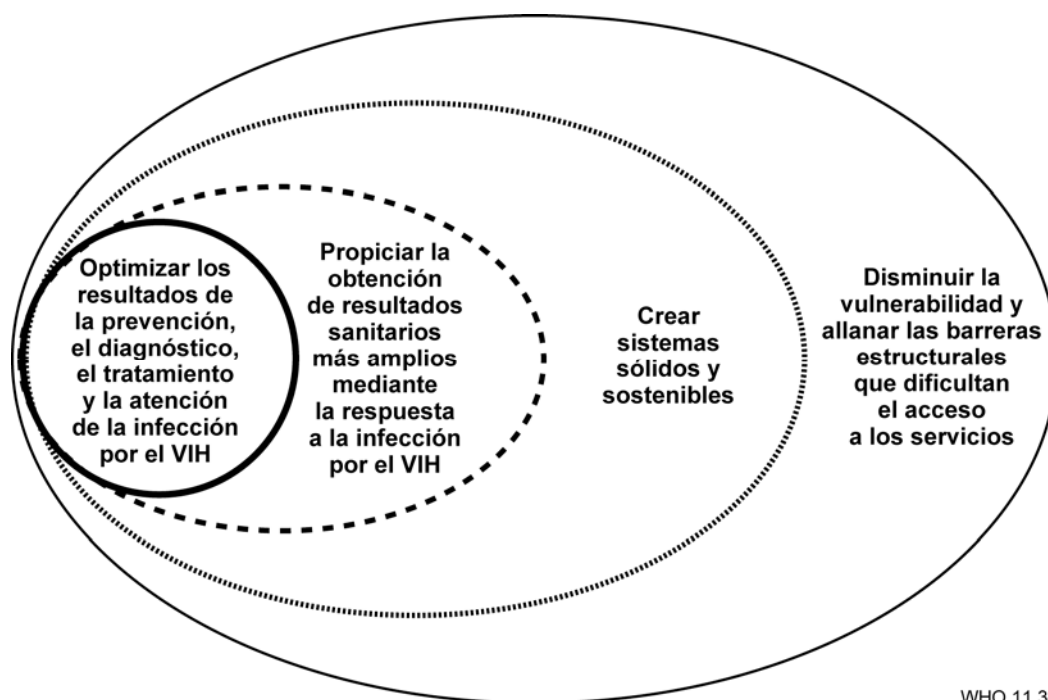 Optimizar los
resultados de
la prevención,
el diagnóstico,
el tratamiento
y la atención
de la infección
por el VIH
Propiciar la
obtención
de resultados
sanitarios
más amplios
mediante
la respuesta
a la infección
por el VIH
Crear
sistemas
sólidos y
sostenibles
Disminuir la
vulnerabilidad y
allanar las barreras
estructurales
que dificultan
el acceso
a los servicios
WHO 11.3